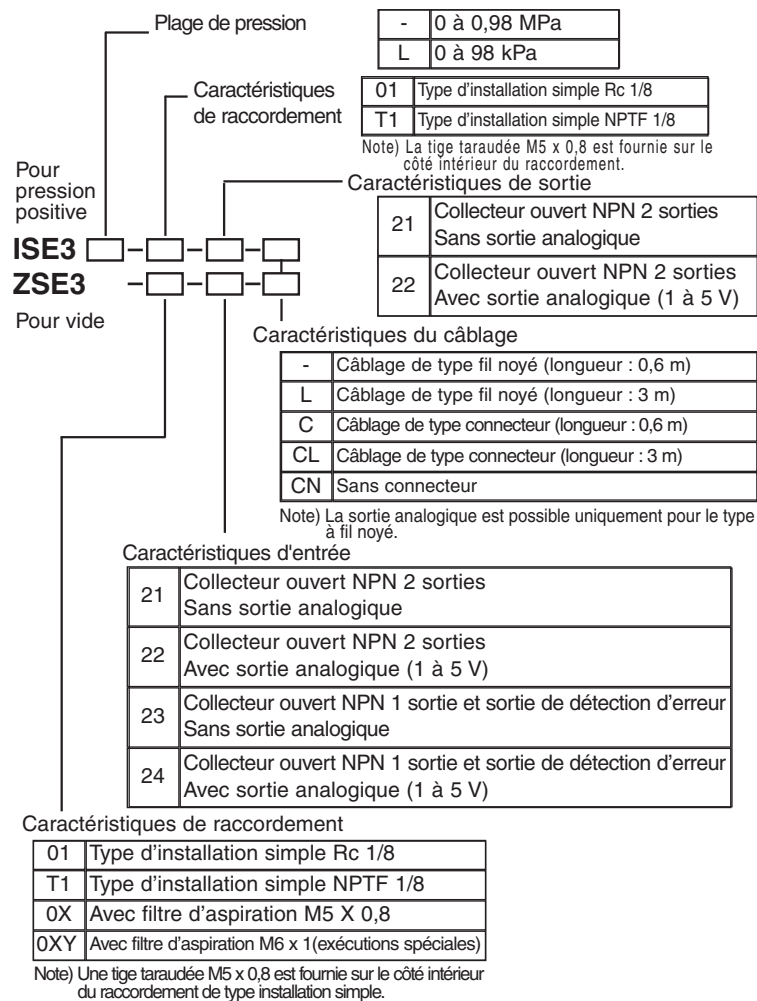 Plage de pression
- 0 à 0,98 MPa
L 0 à 98 kPa
Caractéristiques
de raccordement
01 Type d'installation simple Rc 1/8
T1 Type d'installation simple NPTF 1/8
Note) La tige taraudée M5 x 0,8 est fournie sur le
côté intérieur du raccordement.
Pour
pression
positive
Caractéristiques de sortie
21 Collecteur ouvert NPN 2 sorties
Sans sortie analogique
22 Collecteur ouvert NPN 2 sorties
Avec sortie analogique (1 à 5 V)
ISE3 - - -
ZSE3 - - -
Pour vide
Caractéristiques du câblage
- Câblage de type fil noyé (longueur : 0,6 m)
L Câblage de type fil noyé (longueur : 3 m)
C Câblage de type connecteur (longueur : 0,6 m)
CL Câblage de type connecteur (longueur : 3 m)
CN Sans connecteur
Note) La sortie analogique est possible uniquement pour le type
à fil noyé.
Caractéristiques d'entrée
21 Collecteur ouvert NPN 2 sorties
Sans sortie analogique
22 Collecteur ouvert NPN 2 sorties
Avec sortie analogique (1 à 5 V)
23 Collecteur ouvert NPN 1 sortie et sortie de détection d'erreur
Sans sortie analogique
24 Collecteur ouvert NPN 1 sortie et sortie de détection d'erreur
Avec sortie analogique (1 à 5 V)
Caractéristiques de raccordement
01 Type d'installation simple Rc 1/8
T1 Type d'installation simple NPTF 1/8
0X Avec filtre d'aspiration M5 X 0,8
0XY Avec filtre d'aspiration M6 x 1(exécutions spéciales)
Note) Une tige taraudée M5 x 0,8 est fournie sur le côté intérieur
du raccordement de type installation simple.